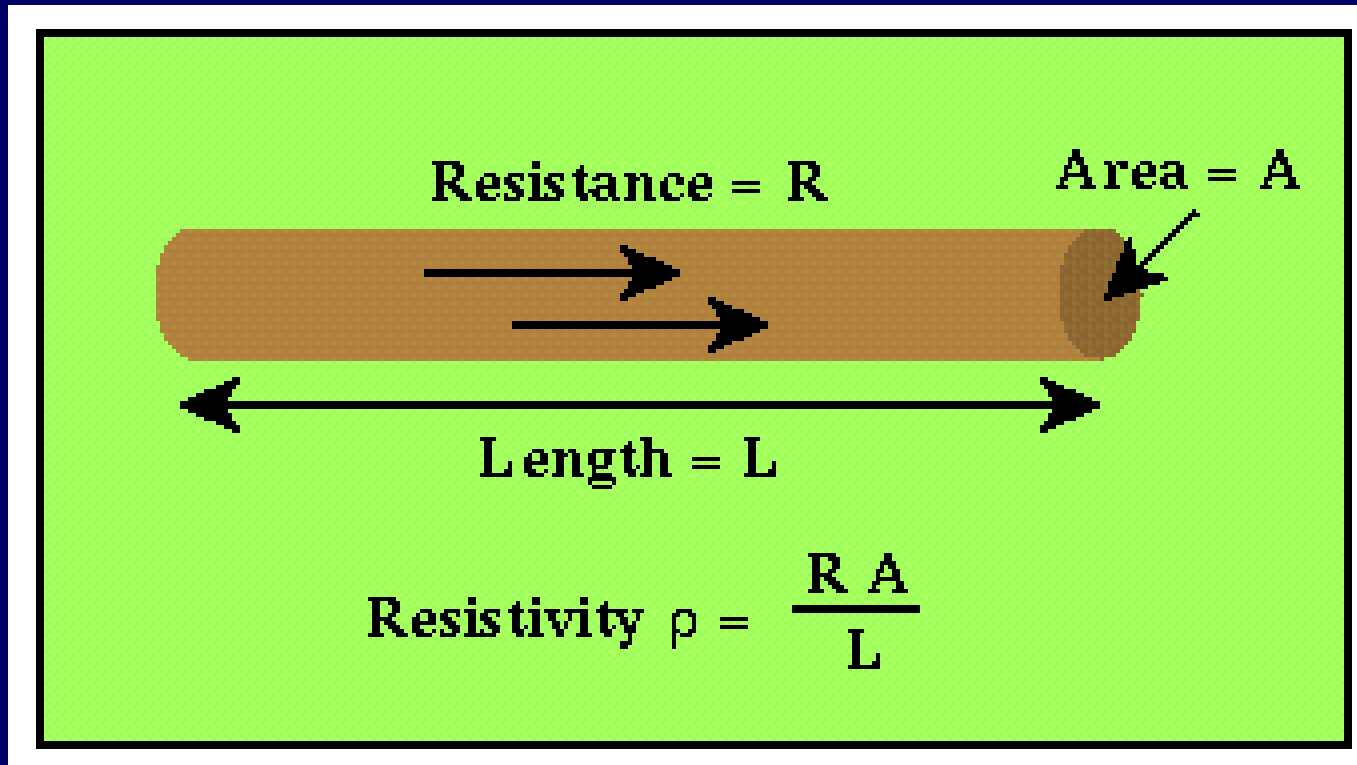 Resistance = R
Area = A
Length = L
Resistivity ρ = R A
L